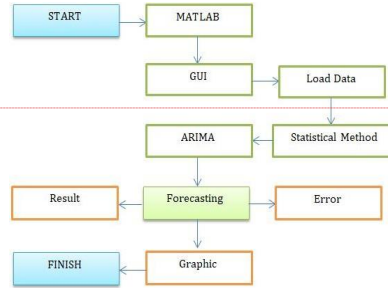 START
MATLAB
GUI
Load Data
ARIMA
Statistical Method
Result
Forecasting
Error
FINISH
Graphic